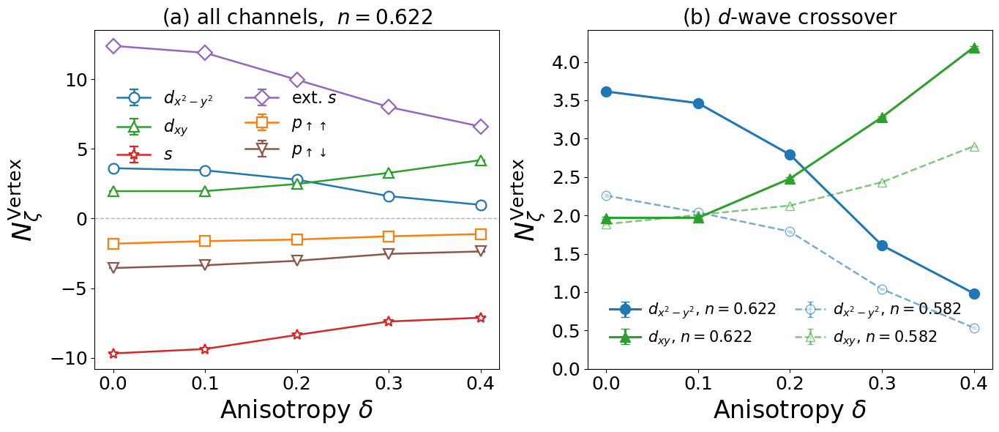 (a) all channels, n = 0.622
N_ζ^Vertex
10
5
0
−5
−10
d_{x²−y²}
d_{xy}
s
ext. s
p_{↑↑}
p_{↑↓}
0.0 0.1 0.2 0.3 0.4
Anisotropy δ
(b) d-wave crossover
N_ζ^Vertex
4.0
3.5
3.0
2.5
2.0
1.5
1.0
0.5
0.0
d_{x²−y²}, n = 0.622
d_{xy}, n = 0.622
d_{x²−y²}, n = 0.582
d_{xy}, n = 0.582
0.0 0.1 0.2 0.3 0.4
Anisotropy δ